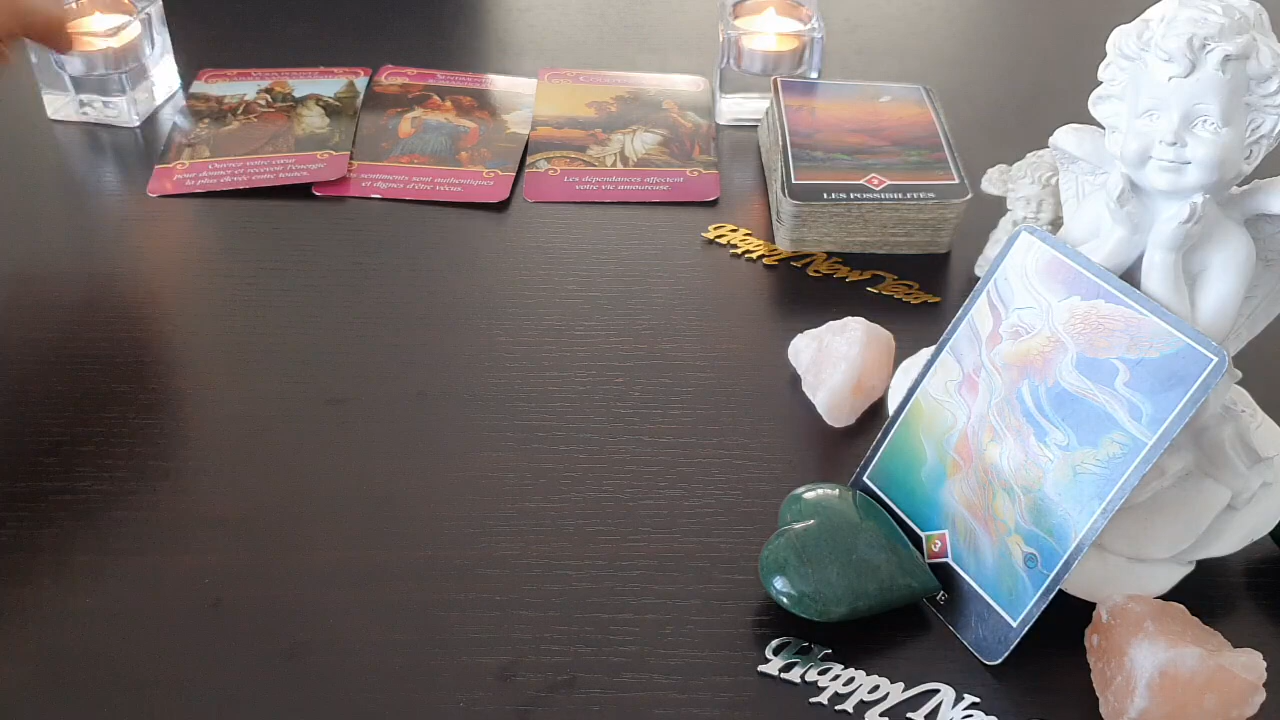 Ouvrez votre cœur
pour donner et recevoir l'énergie
la plus élevée entre toutes.
sentiments sont authentiques
et dignes d'être vécus.
Les dépendances affectent
votre vie amoureuse.
LES POSSIBILITÉS
Happy New Year
Happy New